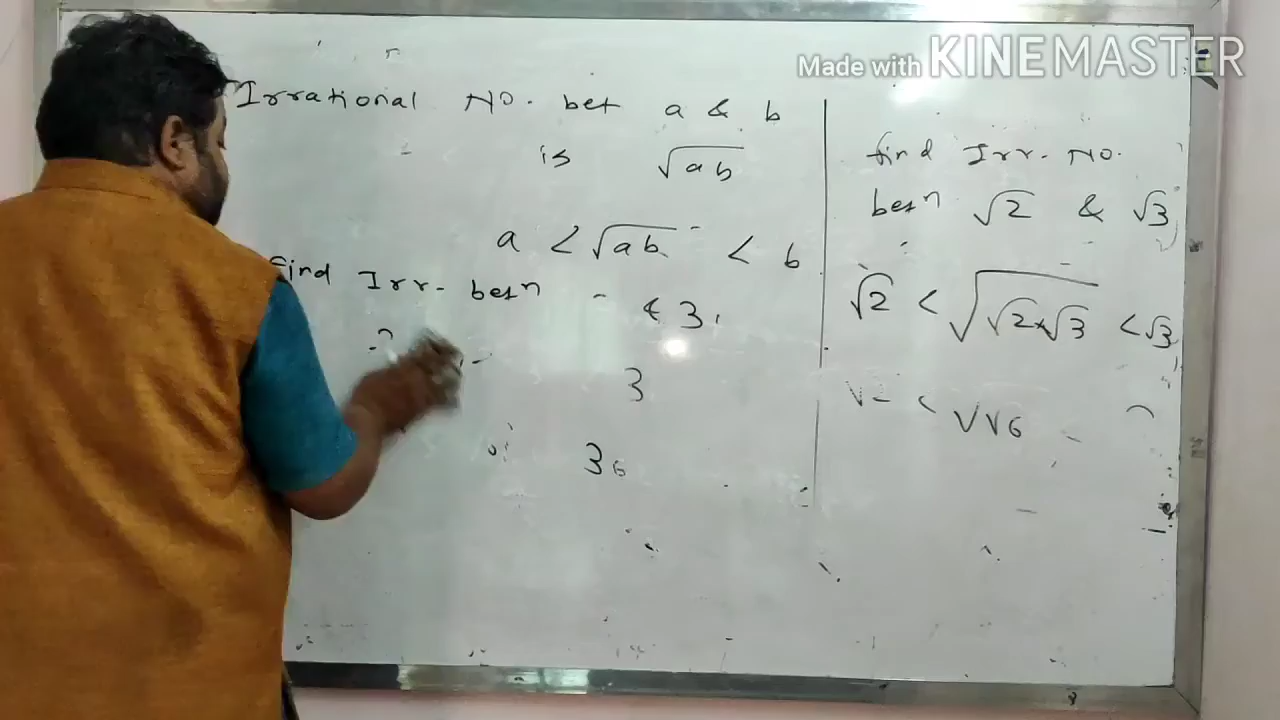 Made with KINEMASTER
Irrational No. bet a & b
is √ab
a < √ab < b
find Irr- betn & 3,
3
36
find Irr- No.
betn √2 & √3
√2 < √(√2×√3) < √3
< √√6